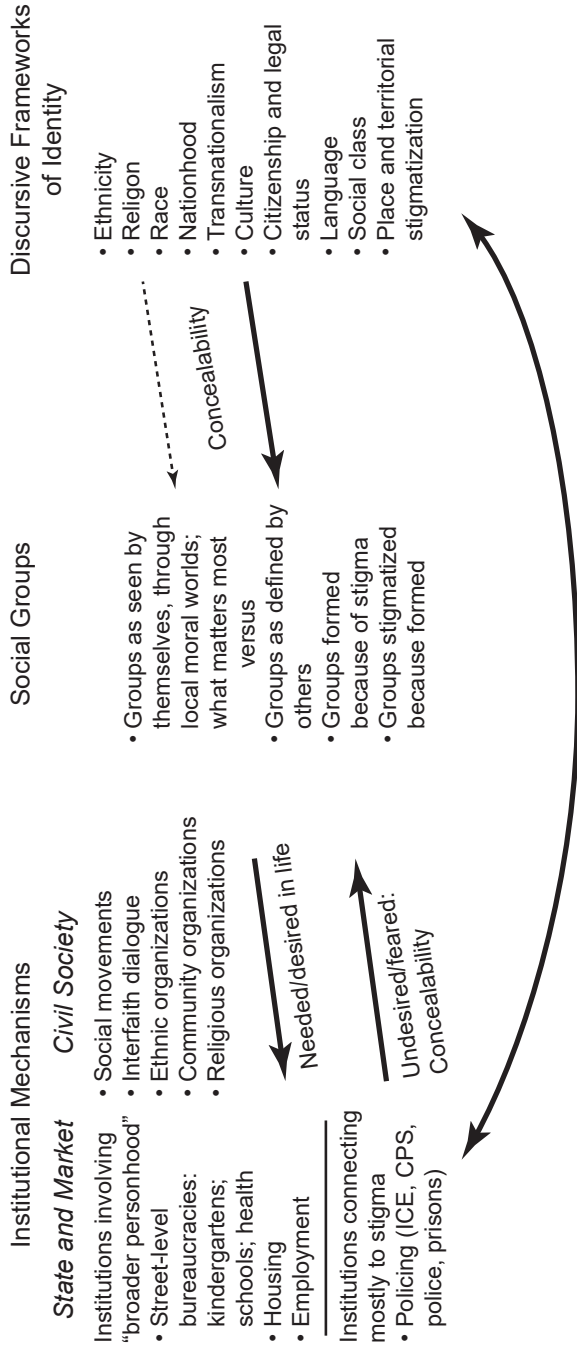 Institutional Mechanisms
State and Market
Institutions involving
“broader personhood”
• Street-level
bureaucracies:
kindergartens;
schools; health
• Housing
• Employment
Institutions connecting
mostly to stigma
• Policing (ICE, CPS,
police, prisons)
Civil Society
• Social movements
• Interfaith dialogue
• Ethnic organizations
• Community organizations
• Religious organizations
Needed/desired in life
Undesired/feared:
Concealability
Social Groups
• Groups as seen by
themselves, through
local moral worlds;
what matters most
versus
• Groups as defined by
others
• Groups formed
because of stigma
• Groups stigmatized
because formed
Concealability
Discursive Frameworks
of Identity
• Ethnicity
• Religon
• Race
• Nationhood
• Transnationalism
• Culture
• Citizenship and legal
status
• Language
• Social class
• Place and territorial
stigmatization